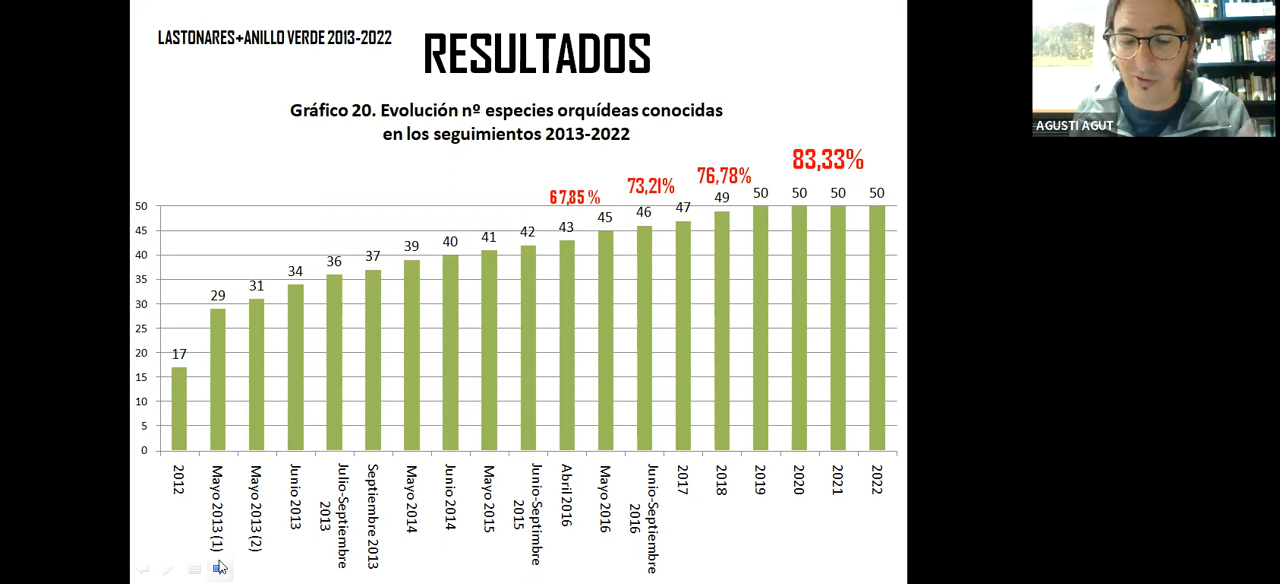 LASTONARES+ANILLO VERDE 2013-2022
RESULTADOS
Gráfico 20. Evolución nº especies orquídeas conocidas
en los seguimientos 2013-2022
67,85 %
73,21%
76,78%
83,33%
17
29
31
34
36
37
39
40
41
42
43
45
46
47
49
50
50
50
50
50
45
40
35
30
25
20
15
10
5
0
2012
Mayo 2013 (1)
Mayo 2013 (2)
Junio 2013
Julio-Septiembre
2013
Septiembre 2013
Mayo 2014
Junio 2014
Mayo 2015
Junio-Septimbre
2015
Abril 2016
Mayo 2016
Junio-Septiembre
2016
2017
2018
2019
2020
2021
2022
AGUSTI AGUT